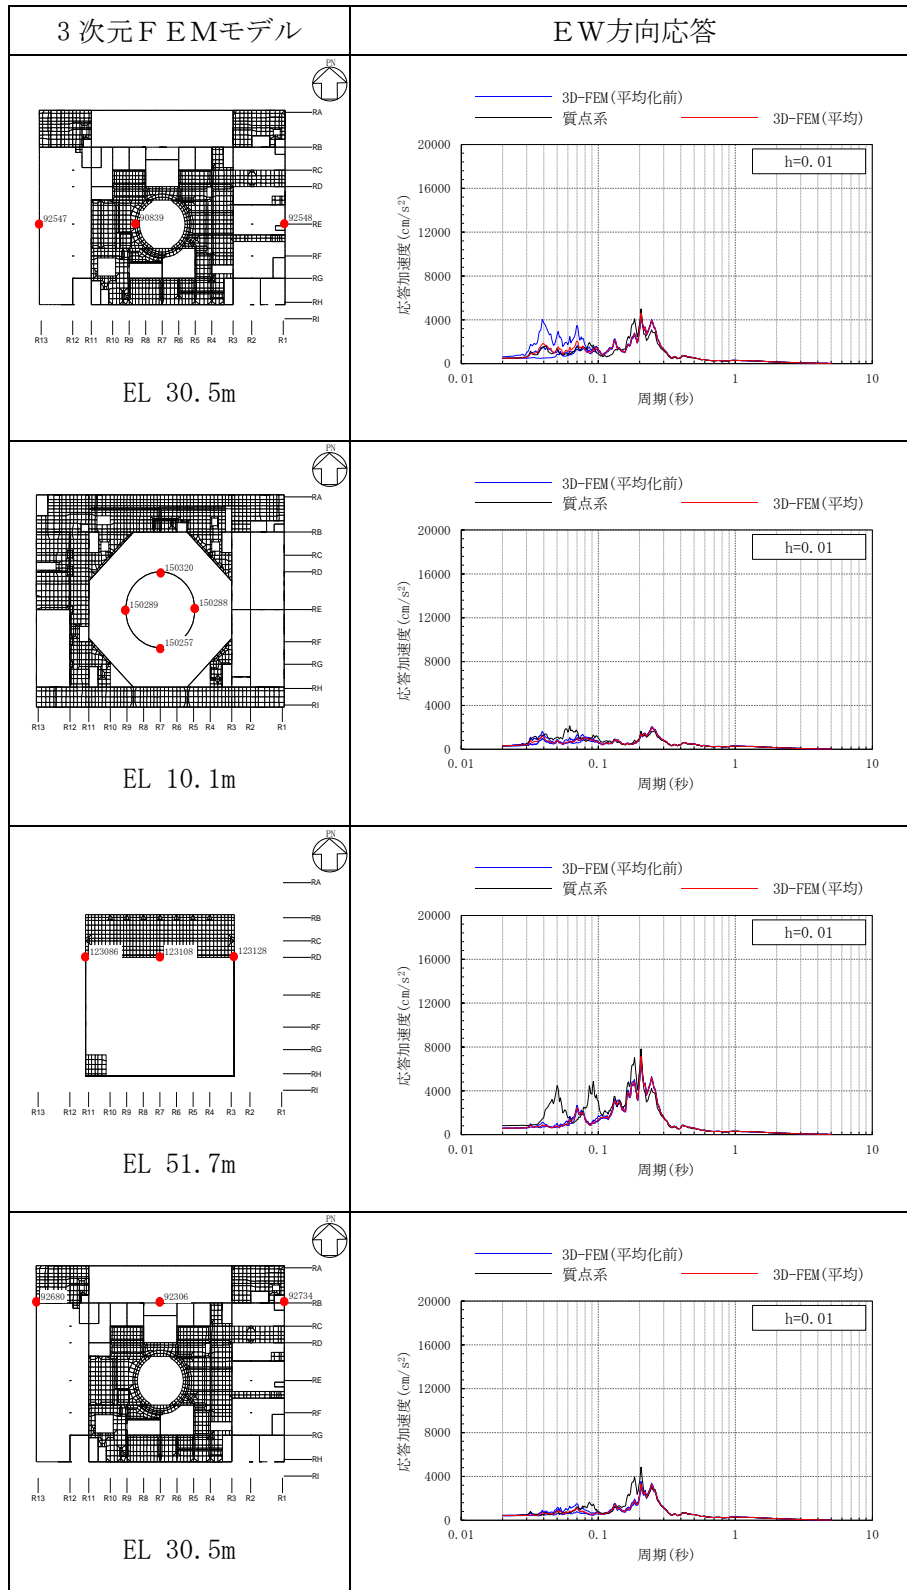 3次元FEMモデル
EW方向応答
PN
RA
RB
RC
RD
92547
90839
92548
RE
RF
RG
RH
RI
R13 R12 R11 R10 R9 R8 R7 R6 R5 R4 R3 R2 R1
EL 30.5m
3D-FEM(平均化前)
質点系 3D-FEM(平均)
h=0.01
応答加速度(cm/s²)
20000
16000
12000
8000
4000
0
0.01 0.1 1 10
周期(秒)
PN
RA
RB
RC
RD
150320
150289
150288
RE
150257
RF
RG
RH
RI
R13 R12 R11 R10 R9 R8 R7 R6 R5 R4 R3 R2 R1
EL 10.1m
3D-FEM(平均化前)
質点系 3D-FEM(平均)
h=0.01
応答加速度(cm/s²)
20000
16000
12000
8000
4000
0
0.01 0.1 1 10
周期(秒)
PN
RA
RB
RC
123086
123108
123128
RD
RE
RF
RG
RH
RI
R13 R12 R11 R10 R9 R8 R7 R6 R5 R4 R3 R2 R1
EL 51.7m
3D-FEM(平均化前)
質点系 3D-FEM(平均)
h=0.01
応答加速度(cm/s²)
20000
16000
12000
8000
4000
0
0.01 0.1 1 10
周期(秒)
PN
RA
92680
92306
92734
RB
RC
RD
RE
RF
RG
RH
RI
R13 R12 R11 R10 R9 R8 R7 R6 R5 R4 R3 R2 R1
EL 30.5m
3D-FEM(平均化前)
質点系 3D-FEM(平均)
h=0.01
応答加速度(cm/s²)
20000
16000
12000
8000
4000
0
0.01 0.1 1 10
周期(秒)